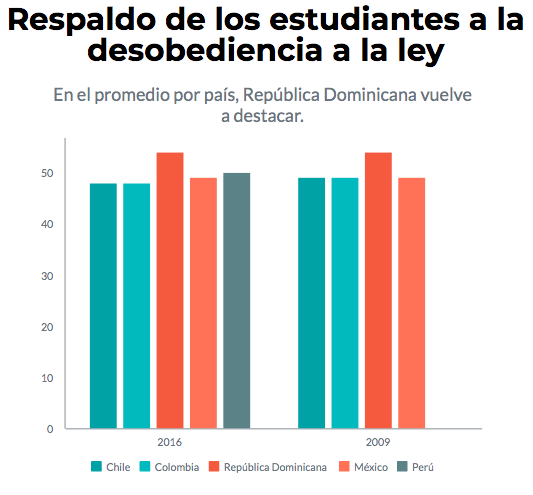 Respaldo de los estudiantes a la
desobediencia a la ley
En el promedio por país, República Dominicana vuelve
a destacar.
50
40
30
20
10
0
2016 2009
Chile Colombia República Dominicana México Perú